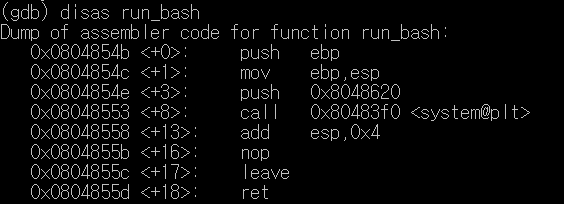 (gdb) disas run_bash
Dump of assembler code for function run_bash:
0x0804854b <+0>: push ebp
0x0804854c <+1>: mov ebp,esp
0x0804854e <+3>: push 0x8048620
0x08048553 <+8>: call 0x80483f0 <system@plt>
0x08048558 <+13>: add esp,0x4
0x0804855b <+16>: nop
0x0804855c <+17>: leave
0x0804855d <+18>: ret